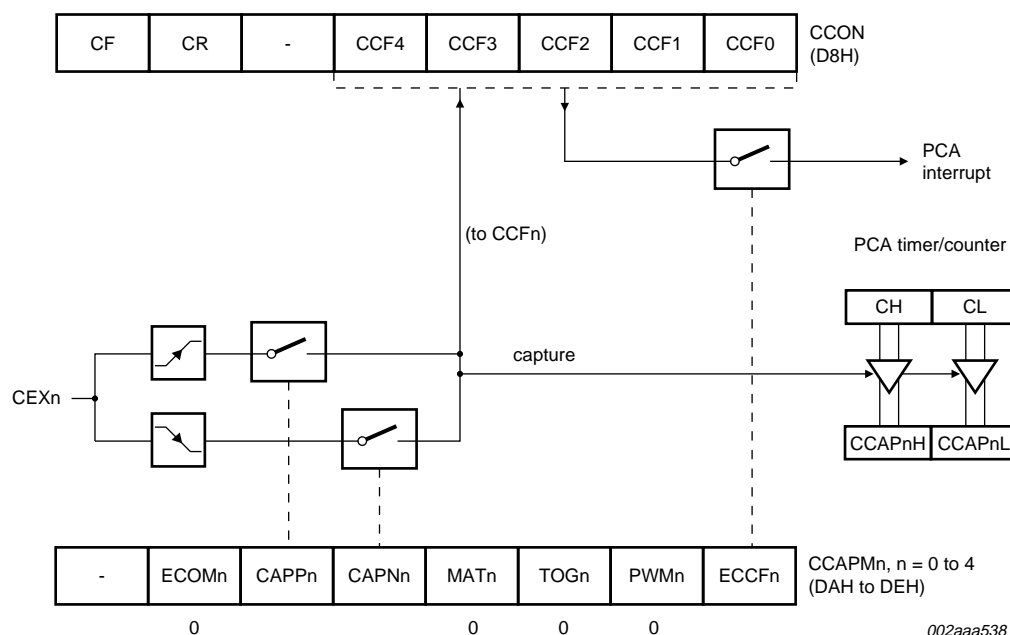 CF CR - CCF4 CCF3 CCF2 CCF1 CCF0
CCON
(D8H)
PCA
interrupt
(to CCFn)
PCA timer/counter
CH CL
capture
CEXn
CCAPnH CCAPnL
- ECOMn CAPPn CAPNn MATn TOGn PWMn ECCFn
CCAPMn, n = 0 to 4
(DAH to DEH)
0 0 0 0
002aaa538